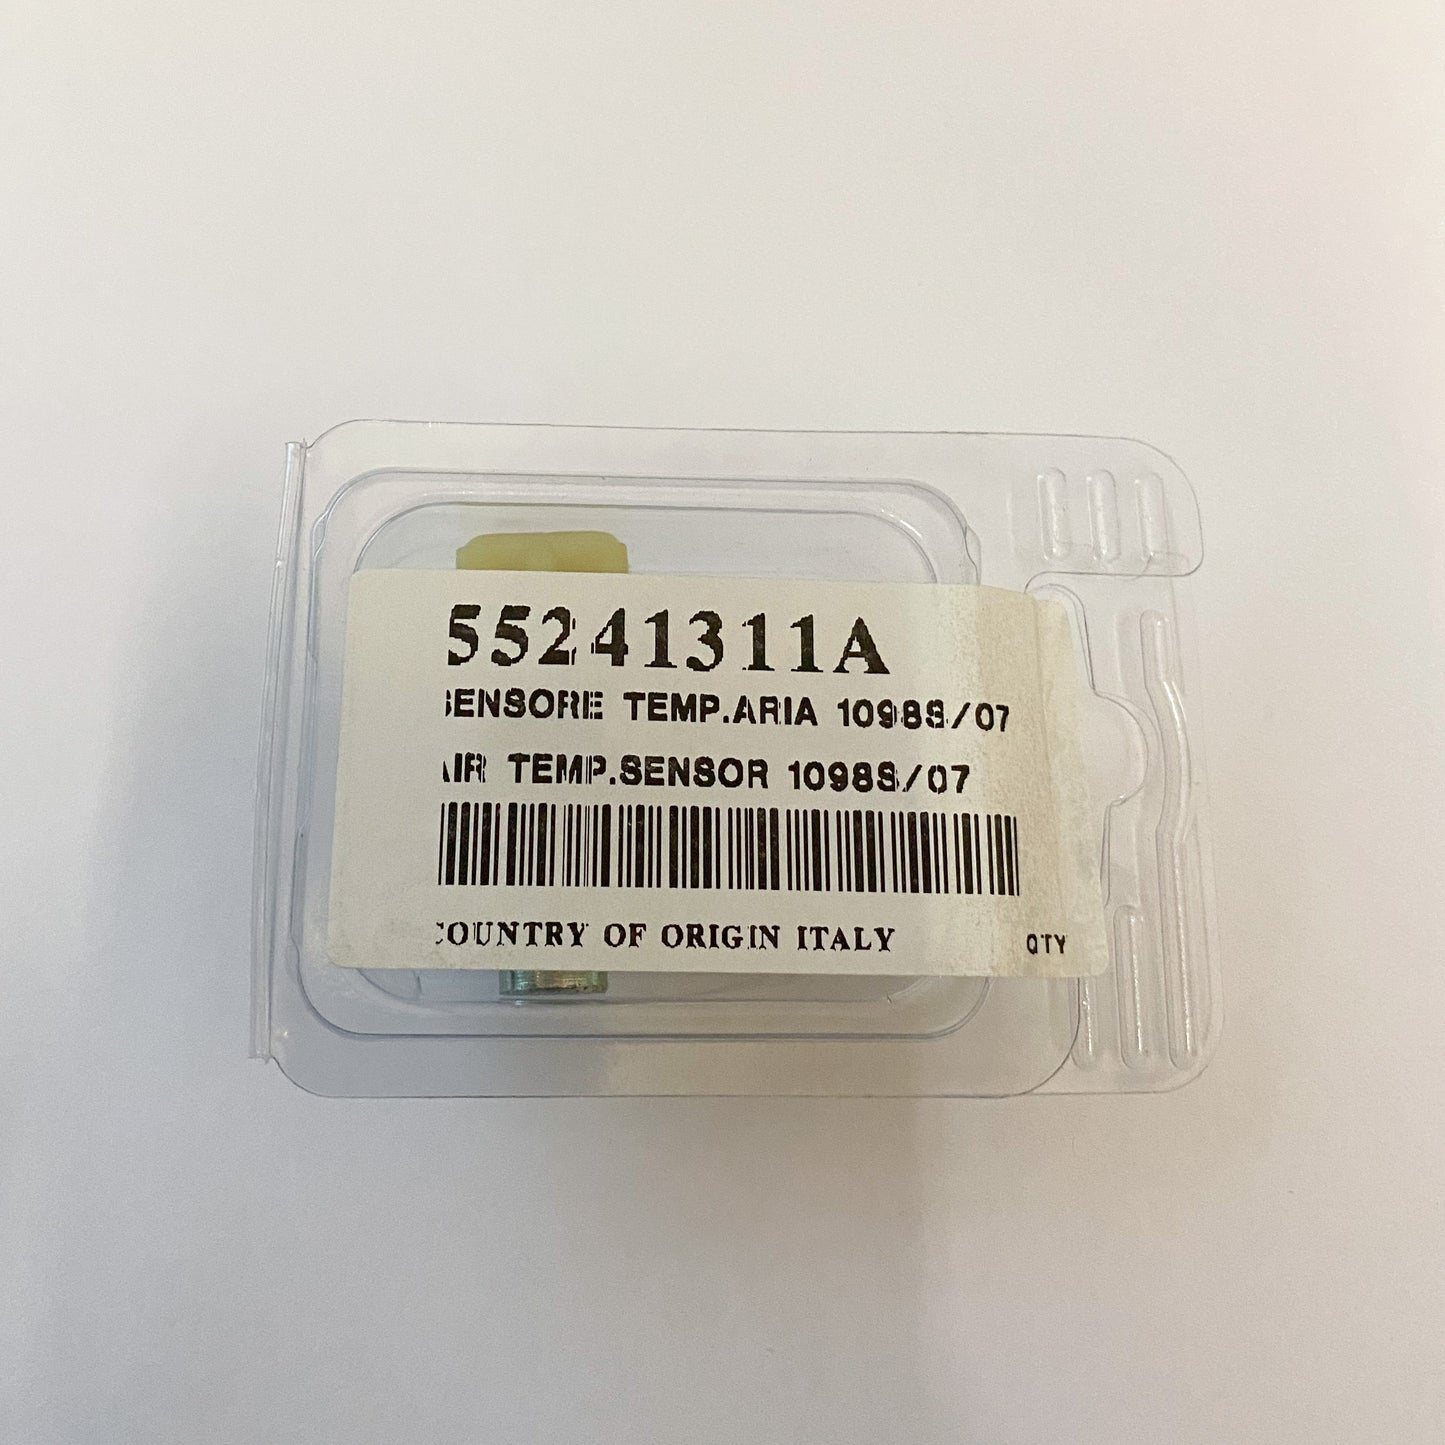 55241311A
SENSORE TEMP.ARIA 1098S/07
AIR TEMP.SENSOR 1098S/07
COUNTRY OF ORIGIN ITALY
QTY